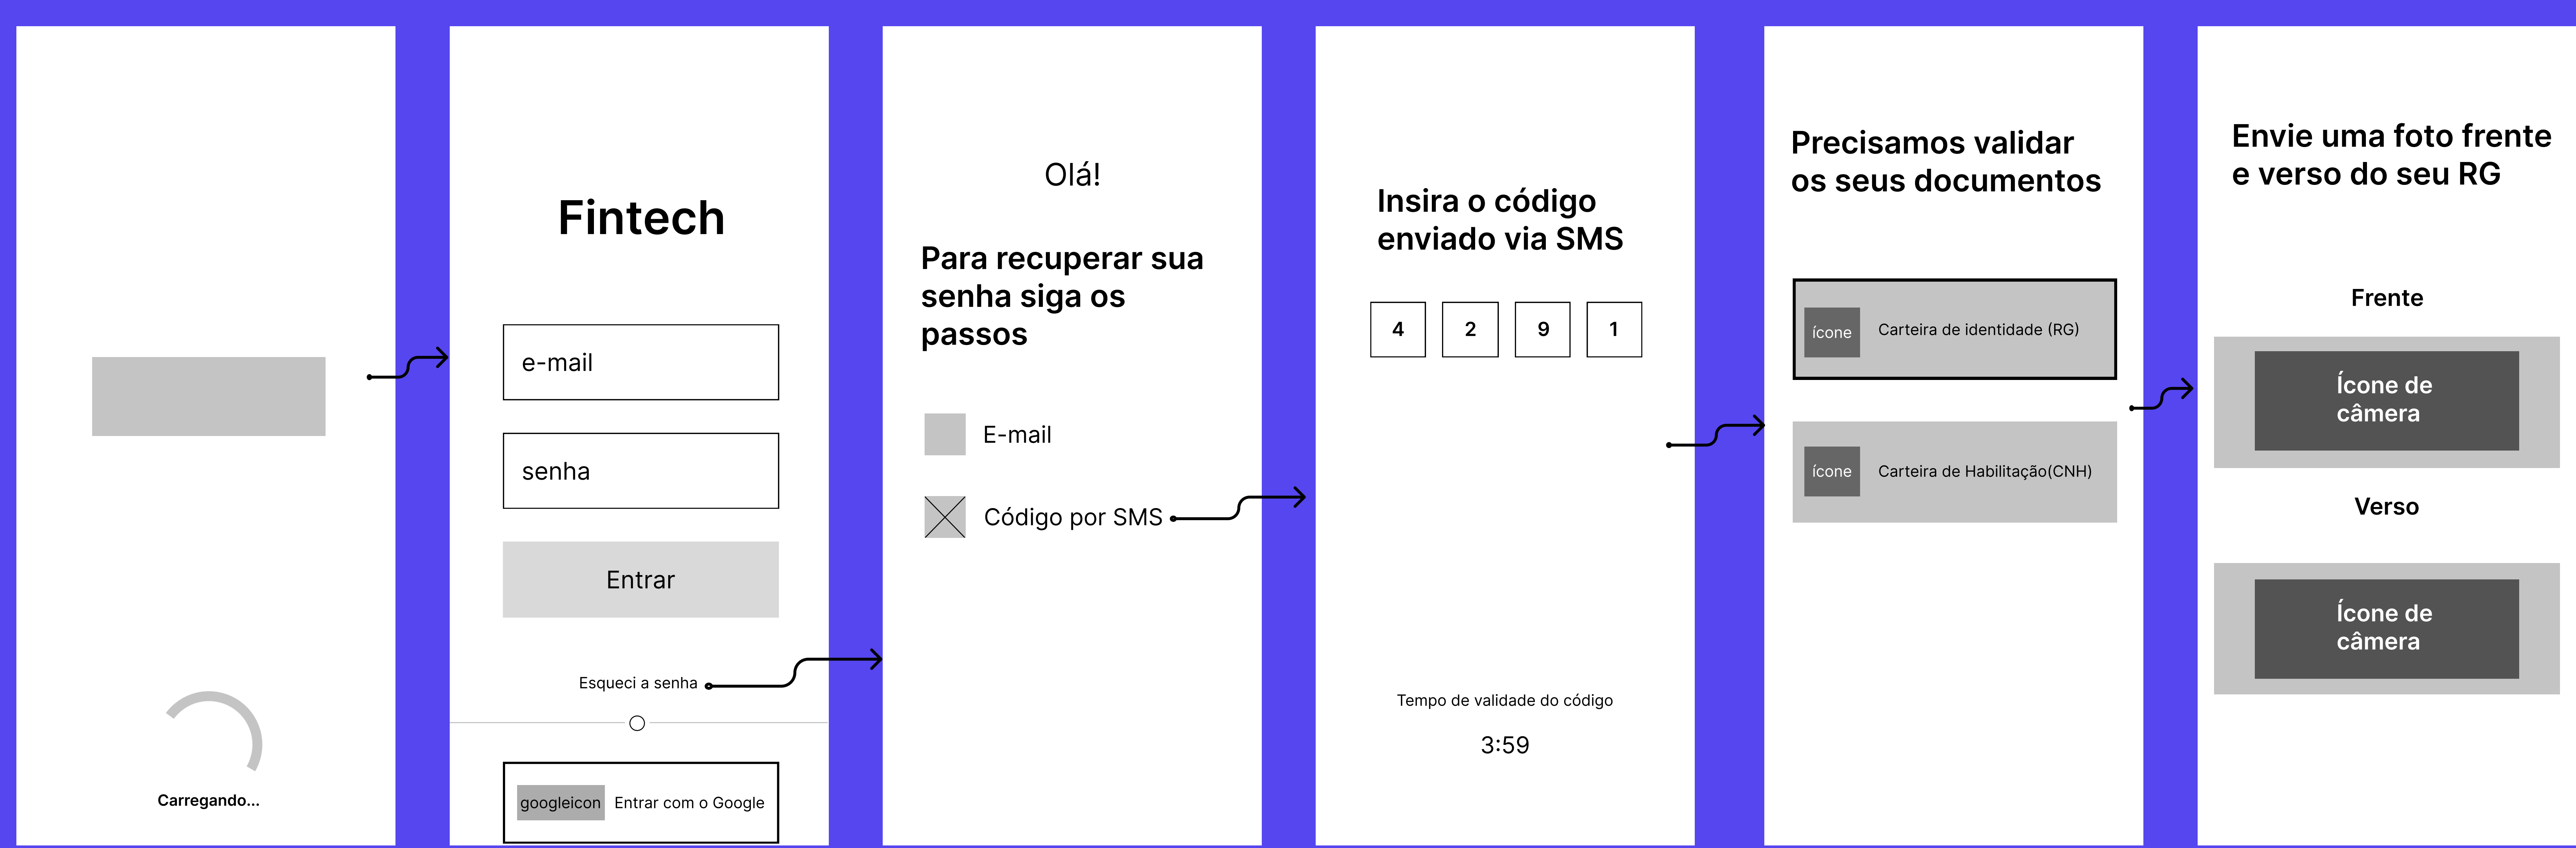 Carregando...
Fintech
e-mail
senha
Entrar
Esqueci a senha
googleicon Entrar com o Google
Olá!
Para recuperar sua
senha siga os
passos
E-mail
Código por SMS
Insira o código
enviado via SMS
4 2 9 1
Tempo de validade do código
3:59
Precisamos validar
os seus documentos
ícone Carteira de identidade (RG)
ícone Carteira de Habilitação(CNH)
Envie uma foto frente
e verso do seu RG
Frente
Ícone de
câmera
Verso
Ícone de
câmera